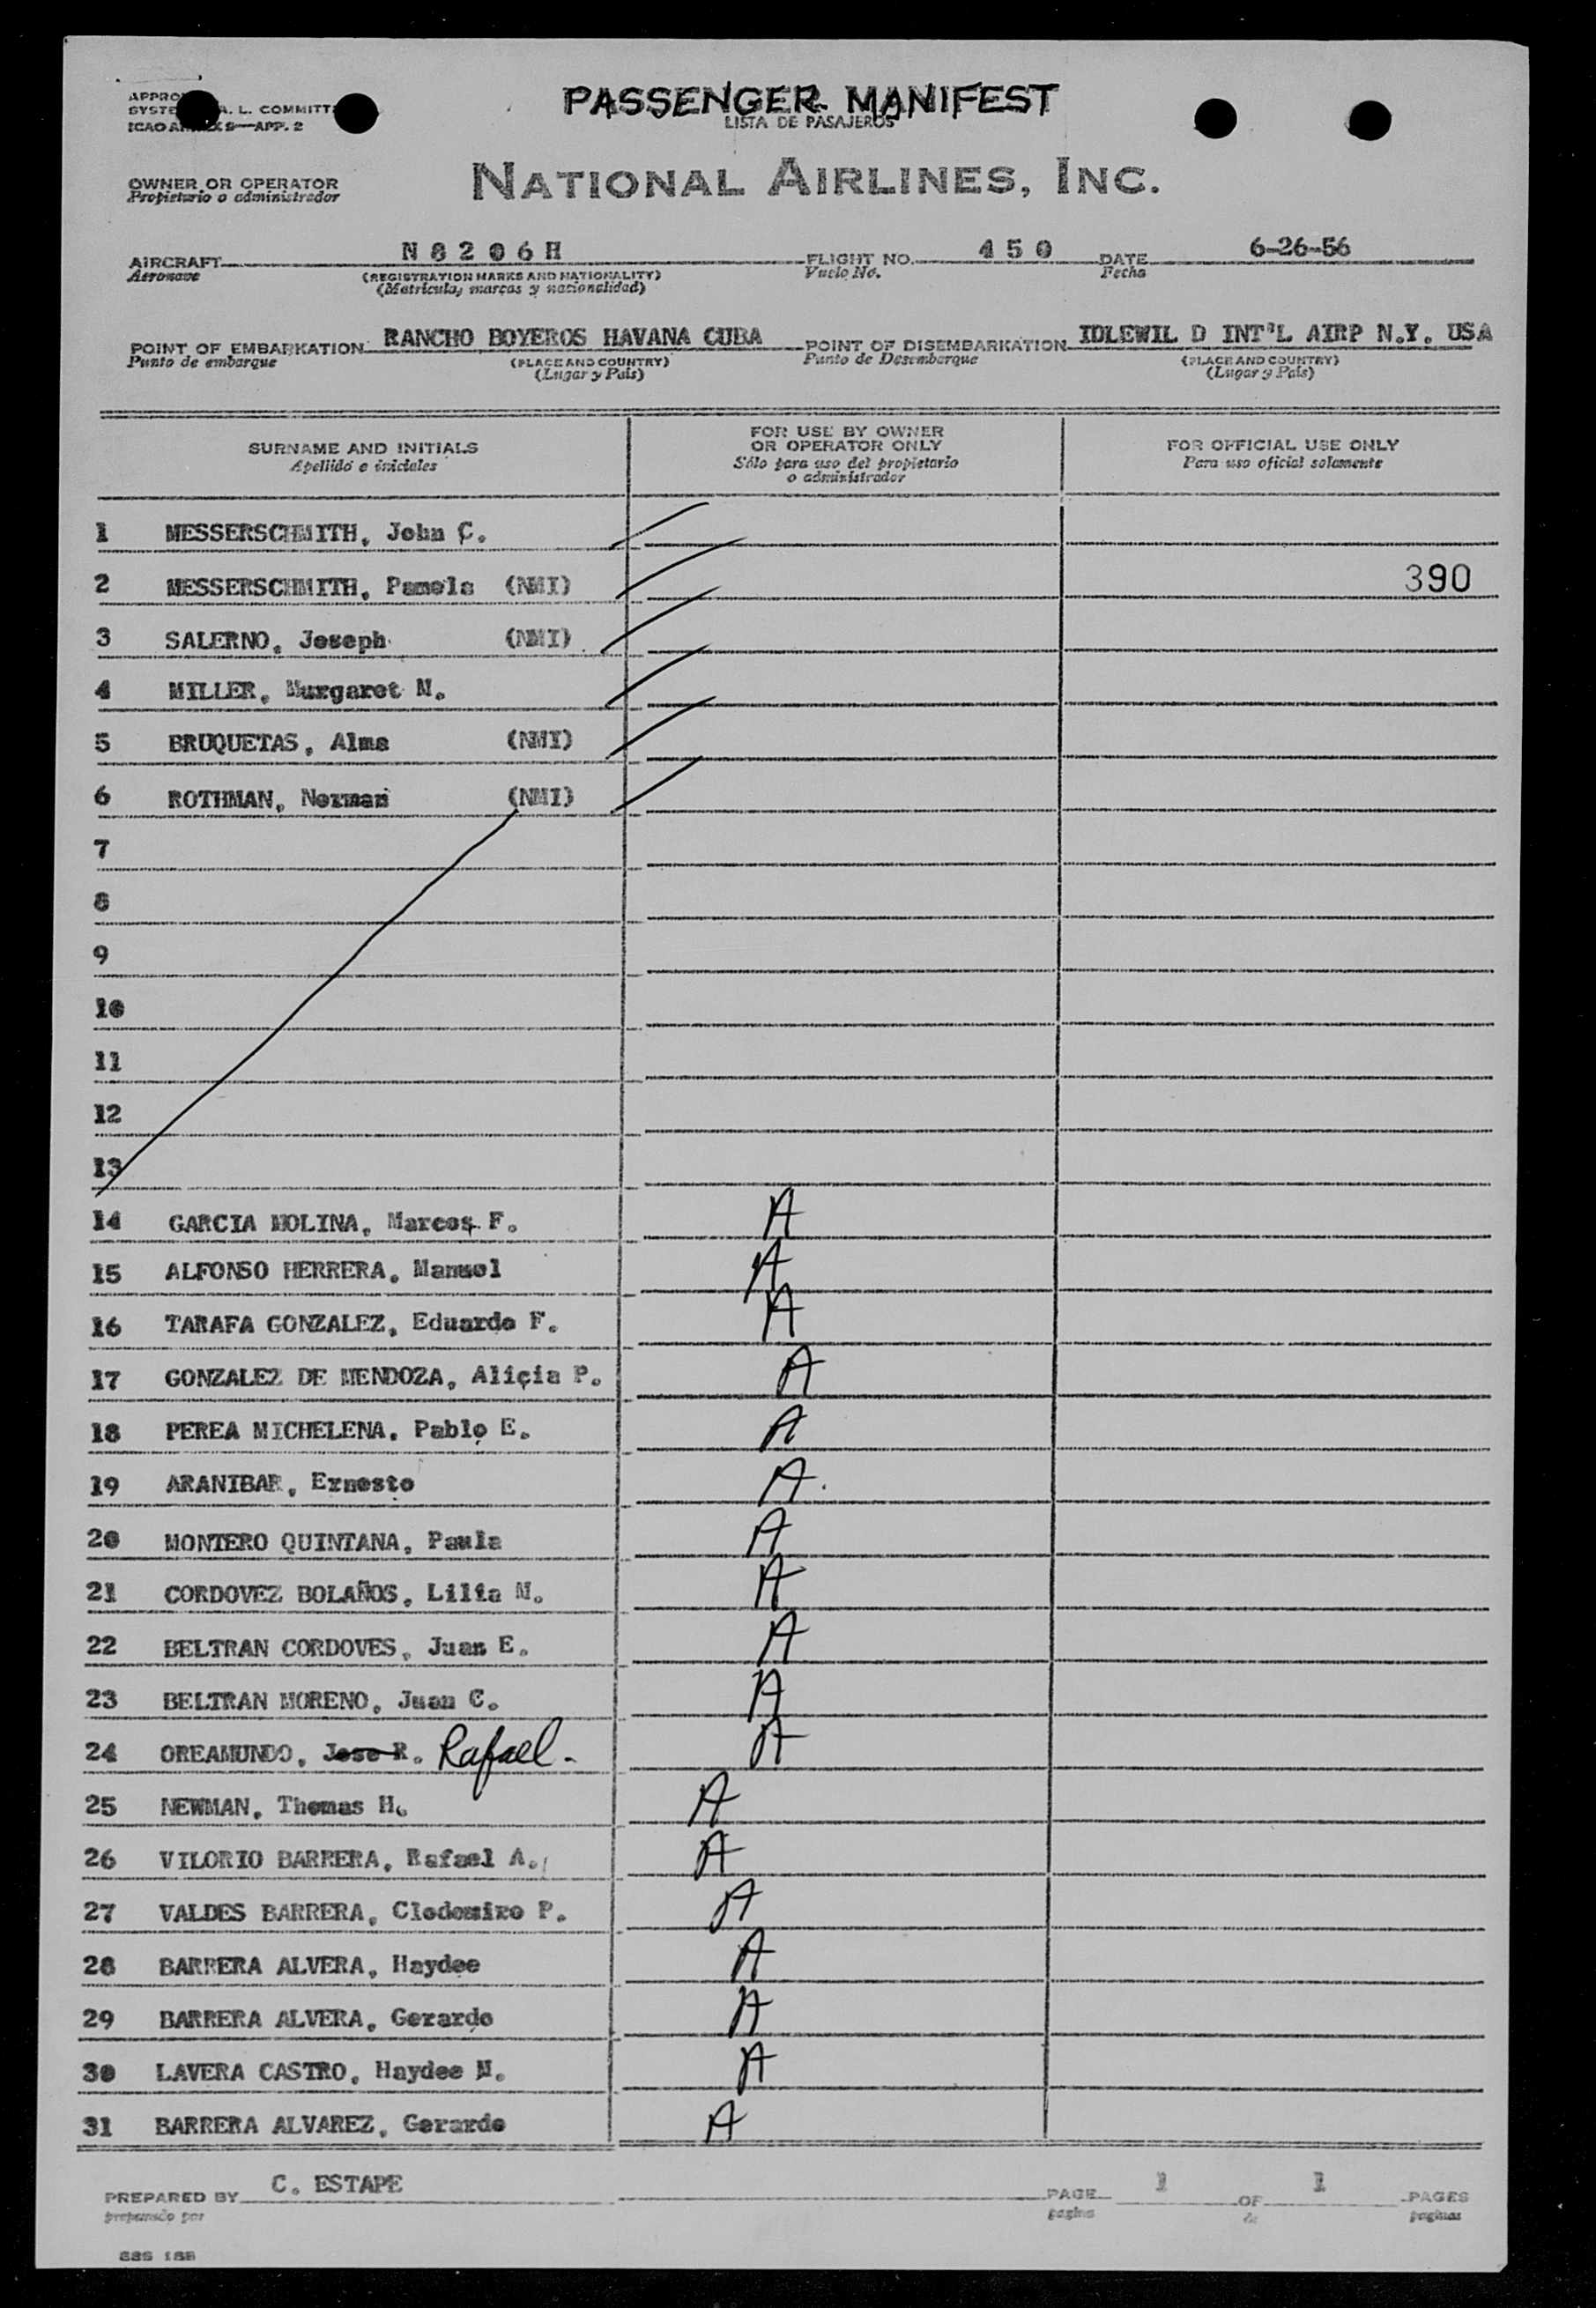 PASSENGER MANIFEST
LISTA DE PASAJEROS
L. COMMITT
APP. 2
OWNER OR OPERATOR
Propietario o administrador
NATIONAL AIRLINES, INC.
AIRCRAFT N8206H FLIGHT NO. 450 DATE 6-26-56
Aeronave (REGISTRATION MARKS AND NATIONALITY) Vuelo No. Fecha
(Matricula, marcas y nacionalidad)
POINT OF EMBARKATION RANCHO BOYEROS HAVANA CUBA POINT OF DISEMBARKATION IDLEWIL D INT'L AIRP N.Y. USA
Punto de embarque (PLACE AND COUNTRY) Punto de Desembarque (PLACE AND COUNTRY)
(Lugar y Pais) (Lugar y Pais)
SURNAME AND INITIALS
Apellido e iniciales
FOR USE BY OWNER
OR OPERATOR ONLY
Sólo para uso del propietario
o administrador
FOR OFFICIAL USE ONLY
Para uso oficial solamente
1 MESSERSCHMITH, John C.
2 MESSERSCHMITH, Pamela (NMI) 390
3 SALERNO, Joseph (NMI)
4 MILLER, Margaret M.
5 BRUQUETAS, Alma (NMI)
6 ROTHMAN, Norman (NMI)
7
8
9
10
11
12
13
14 GARCIA MOLINA, Marcos F. A
15 ALFONSO HERRERA, Manuel A
16 TARAFA GONZALEZ, Eduardo F. A
17 GONZALEZ DE MENDOZA, Alicia P. A
18 PEREA MICHELENA, Pablo E. A
19 ARANIBAR, Ernesto A
20 MONTERO QUINTANA, Paula A
21 CORDOVEZ BOLAÑOS, Lilia M. A
22 BELTRAN CORDOVES, Juan E. A
23 BELTRAN MORENO, Juan C. A
24 OREAMUNDO, Jose R. Rafael - A
25 NEWMAN, Thomas H. A
26 VILORIO BARRERA, Rafael A. A
27 VALDES BARRERA, Clodomiro P. A
28 BARRERA ALVERA, Haydee A
29 BARRERA ALVERA, Gerardo A
30 LAVERA CASTRO, Haydee M. A
31 BARRERA ALVAREZ, Gerardo A
PREPARED BY C. ESTAPE PAGE 1 OF 1 PAGES
preparado por pagina de paginas